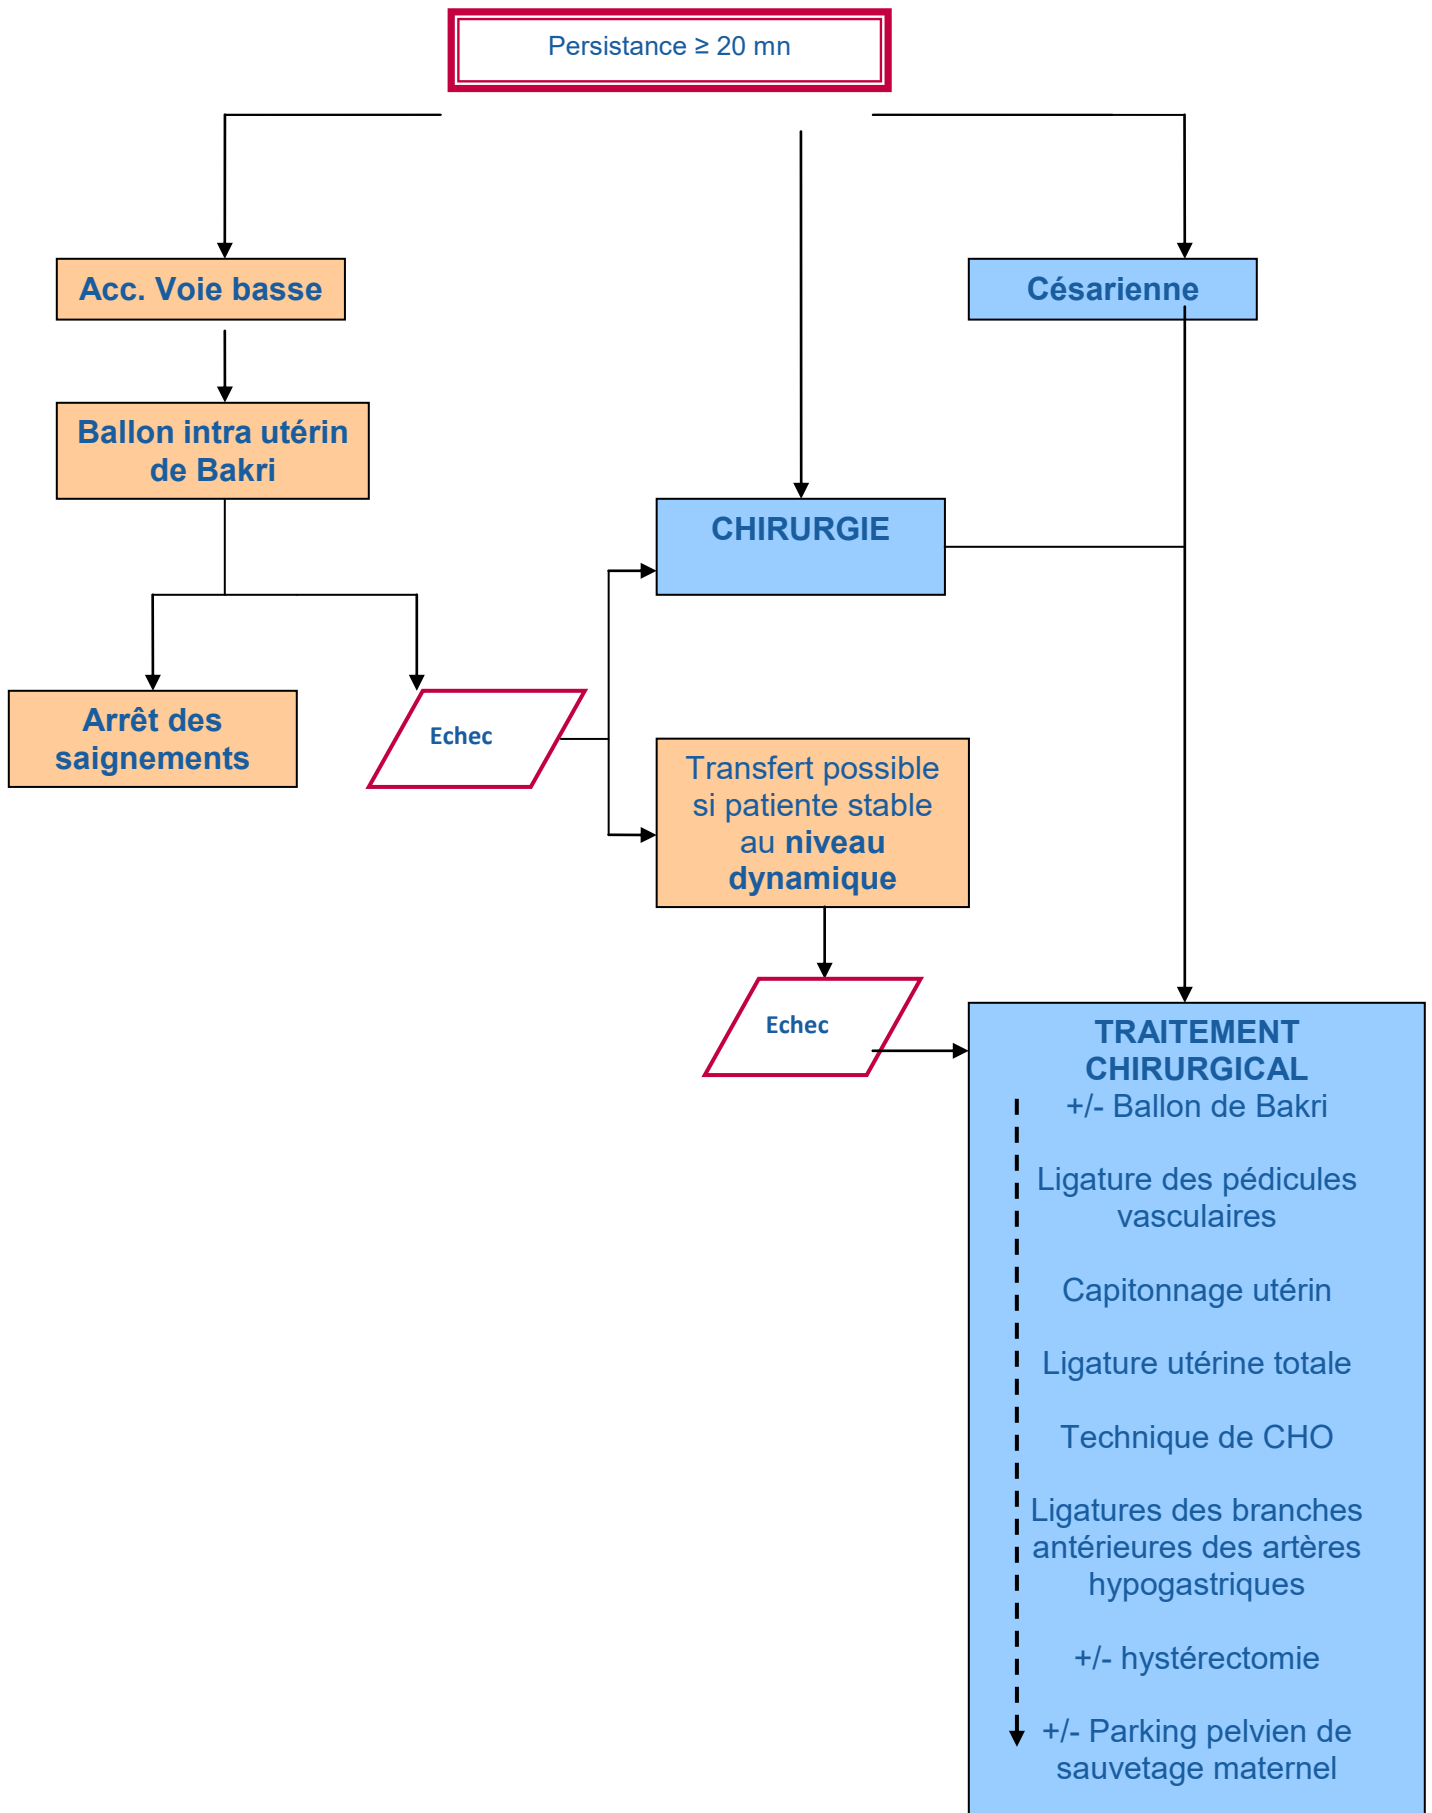 Persistance ≥ 20 mn
Acc. Voie basse
Césarienne
Ballon intra utérin
de Bakri
CHIRURGIE
Arrêt des
saignements
Echec
Transfert possible
si patiente stable
au niveau
dynamique
Echec
TRAITEMENT
CHIRURGICAL
+/- Ballon de Bakri
Ligature des pédicules
vasculaires
Capitonnage utérin
Ligature utérine totale
Technique de CHO
Ligatures des branches
antérieures des artères
hypogastriques
+/- hystérectomie
+/- Parking pelvien de
sauvetage maternel